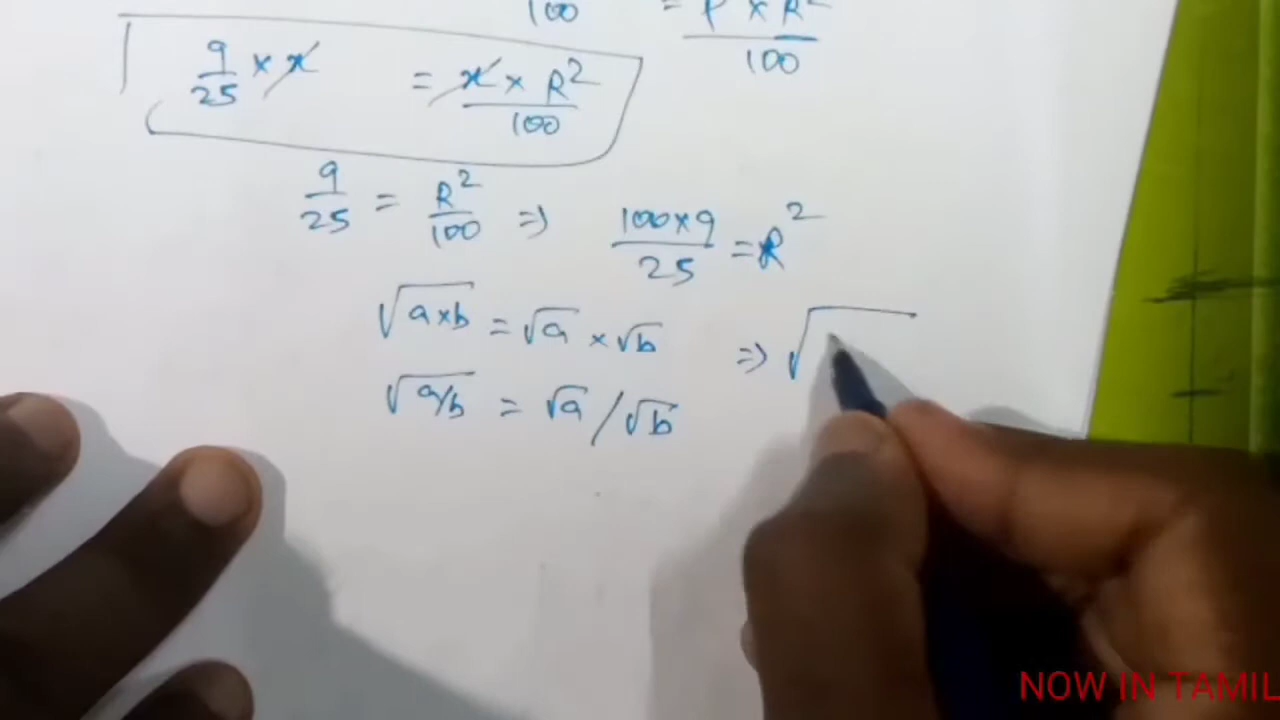 100 = P × R²
100
9/25 × x = x × R²/100
9/25 = R²/100 ⇒ 100×9/25 = R²
√a×b = √a × √b ⇒ √
√a/b = √a / √b
NOW IN TAMIL